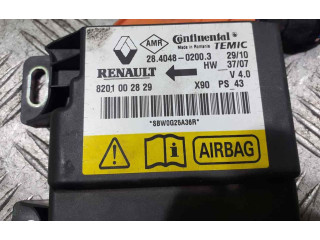 AMR Continental
Made in Romania TEMIC
28.4048-0200.3 29/10
RENAULT HW 37/07
V 4.0
8201 00 28 29 X90 PS 43
*8BW0G26A36R*
AIRBAG